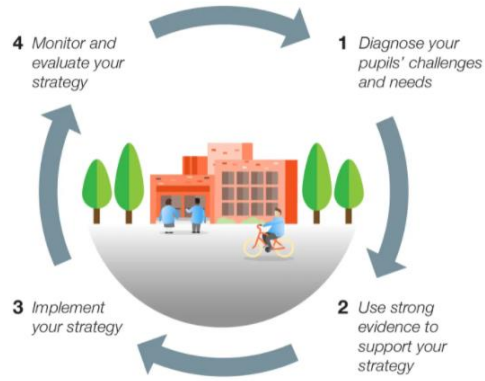 1 Diagnose your
pupils' challenges
and needs
2 Use strong
evidence to
support your
strategy
3 Implement
your strategy
4 Monitor and
evaluate your
strategy